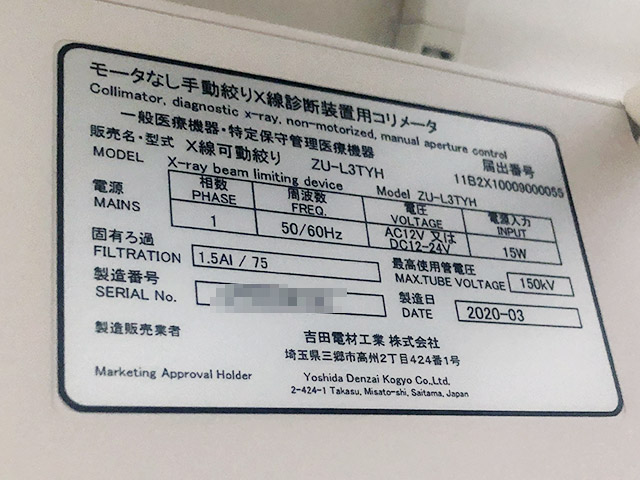 モータなし手動絞りX線診断装置用コリメータ
Collimator, diagnostic x-ray, non-motorized, manual aperture control
一般医療機器・特定保守管理医療機器
届出番号
販売名・型式 X線可動絞り ZU-L3TYH
11B2X10009000055
MODEL X-ray beam limiting device Model ZU-L3TYH
電源 相数 周波数 電圧 電源入力
MAINS PHASE FREQ. VOLTAGE INPUT
1 50/60Hz AC12V 又は DC12-24V 15W
固有ろ過
FILTRATION 1.5Al / 75
最高使用管電圧
MAX.TUBE VOLTAGE 150kV
製造番号
SERIAL No.
製造日
DATE 2020-03
製造販売業者 吉田電材工業 株式会社
埼玉県三郷市高州2丁目424番1号
Marketing Approval Holder Yoshida Denzai Kogyo Co.,Ltd.
2-424-1 Takasu, Misato-shi, Saitama, Japan